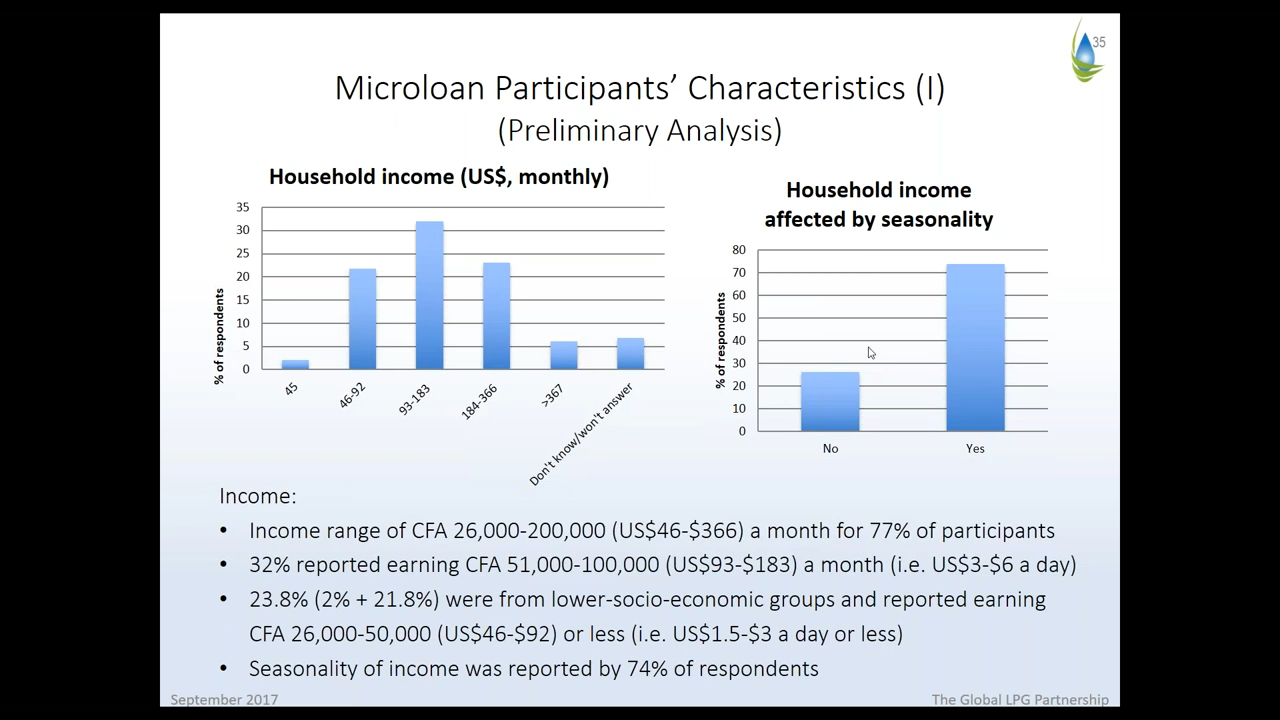 35
Microloan Participants’ Characteristics (I)
(Preliminary Analysis)
Household income (US$, monthly)
% of respondents
35
30
25
20
15
10
5
0
45
46-92
93-183
184-366
>367
Don't know/won't answer
Household income
affected by seasonality
% of respondents
80
70
60
50
40
30
20
10
0
No
Yes
Income:
• Income range of CFA 26,000-200,000 (US$46-$366) a month for 77% of participants
• 32% reported earning CFA 51,000-100,000 (US$93-$183) a month (i.e. US$3-$6 a day)
• 23.8% (2% + 21.8%) were from lower-socio-economic groups and reported earning
CFA 26,000-50,000 (US$46-$92) or less (i.e. US$1.5-$3 a day or less)
• Seasonality of income was reported by 74% of respondents
September 2017
The Global LPG Partnership